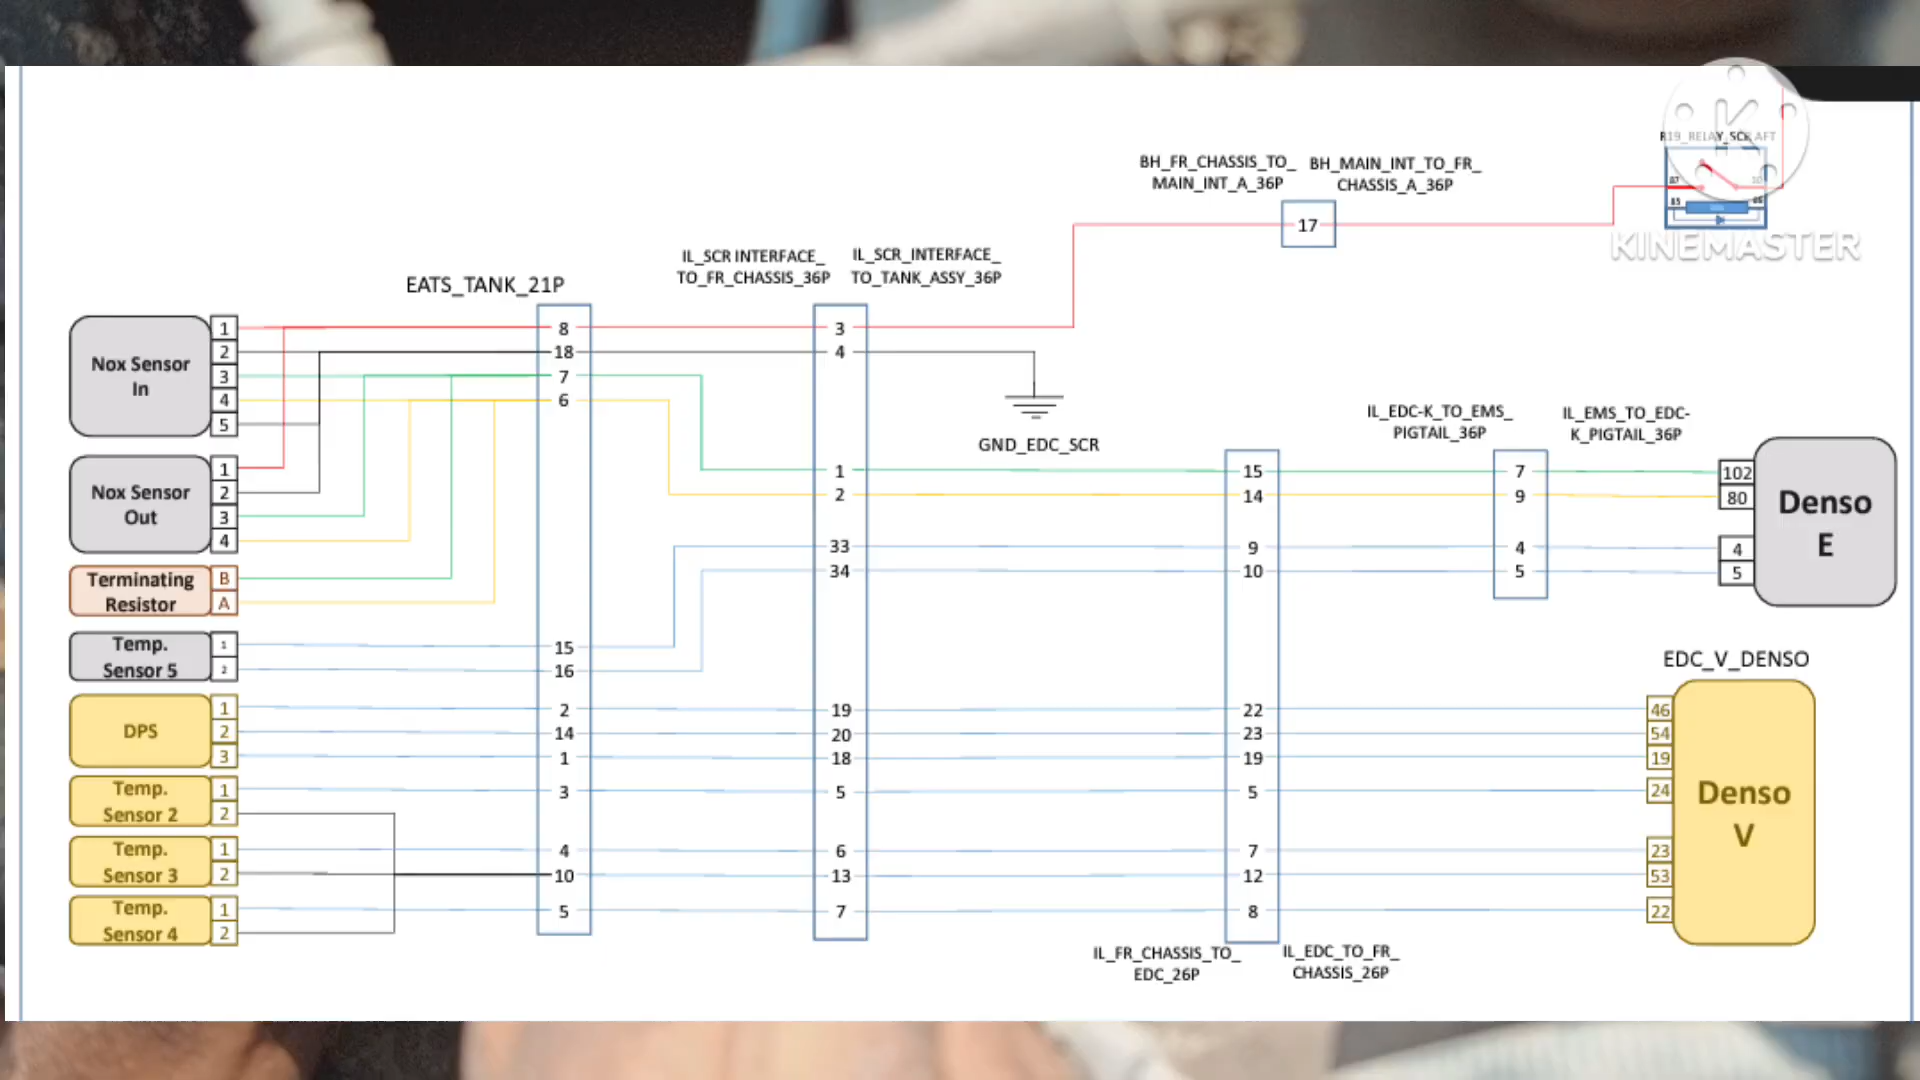 BH_FR_CHASSIS_TO_
MAIN_INT_A_36P
BH_MAIN_INT_TO_FR_
CHASSIS_A_36P
17
R19_RELAY_SCR AFT
87
30
85
86
KINEMASTER
EATS_TANK_21P
IL_SCR INTERFACE_
TO_FR_CHASSIS_36P
IL_SCR_INTERFACE_
TO_TANK_ASSY_36P
Nox Sensor
In
1
2
3
4
5
Nox Sensor
Out
1
2
3
4
Terminating
Resistor
B
A
Temp.
Sensor 5
1
2
DPS
1
2
3
Temp.
Sensor 2
1
2
Temp.
Sensor 3
1
2
Temp.
Sensor 4
1
2
8
18
7
6
15
16
2
14
1
3
4
10
5
3
4
1
2
33
34
19
20
18
5
6
13
7
GND_EDC_SCR
15
14
9
10
22
23
19
5
7
12
8
IL_FR_CHASSIS_TO_
EDC_26P
IL_EDC_TO_FR_
CHASSIS_26P
IL_EDC-K_TO_EMS_
PIGTAIL_36P
IL_EMS_TO_EDC-
K_PIGTAIL_36P
7
9
4
5
102
80
4
5
Denso
E
EDC_V_DENSO
46
54
19
24
23
53
22
Denso
V